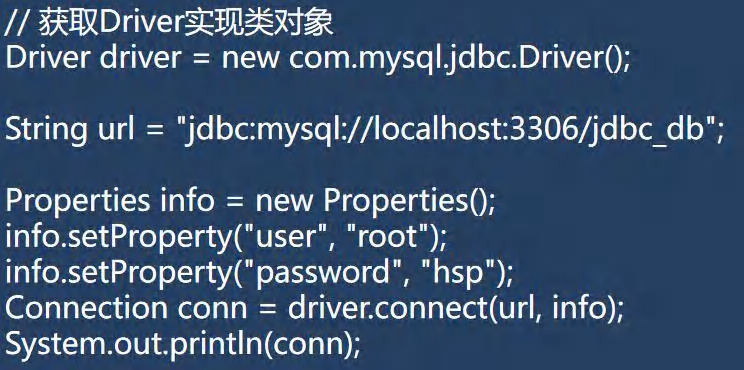 // 获取Driver实现类对象
Driver driver = new com.mysql.jdbc.Driver();
String url = "jdbc:mysql://localhost:3306/jdbc_db";
Properties info = new Properties();
info.setProperty("user", "root");
info.setProperty("password", "hsp");
Connection conn = driver.connect(url, info);
System.out.println(conn);